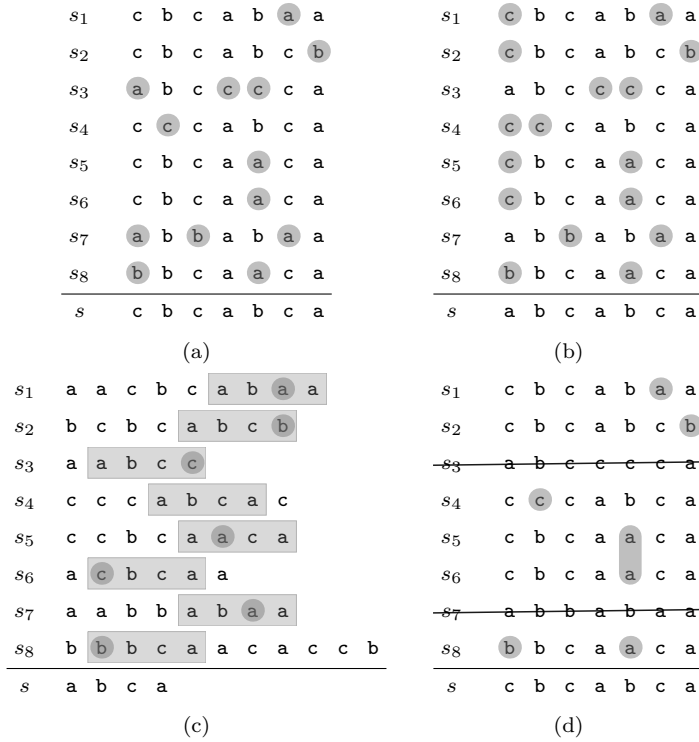 s1 c b c a b a a
s2 c b c a b c b
s3 a b c c c c a
s4 c c c a b c a
s5 c b c a a c a
s6 c b c a a c a
s7 a b b a b a a
s8 b b c a a c a
s c b c a b c a
(a)
s1 c b c a b a a
s2 c b c a b c b
s3 a b c c c c a
s4 c c c a b c a
s5 c b c a a c a
s6 c b c a a c a
s7 a b b a b a a
s8 b b c a a c a
s a b c a b c a
(b)
s1 a a c b c a b a a
s2 b c b c a b c b
s3 a a b c c
s4 c c c a b c a c
s5 c c b c a a c a
s6 a c b c a a
s7 a a b b a b a a
s8 b b b c a a c a c c b
s a b c a
(c)
s1 c b c a b a a
s2 c b c a b c b
s3 a b c c c c a
s4 c c c a b c a
s5 c b c a a c a
s6 c b c a a c a
s7 a b b a b a a
s8 b b c a a c a
s c b c a b c a
(d)